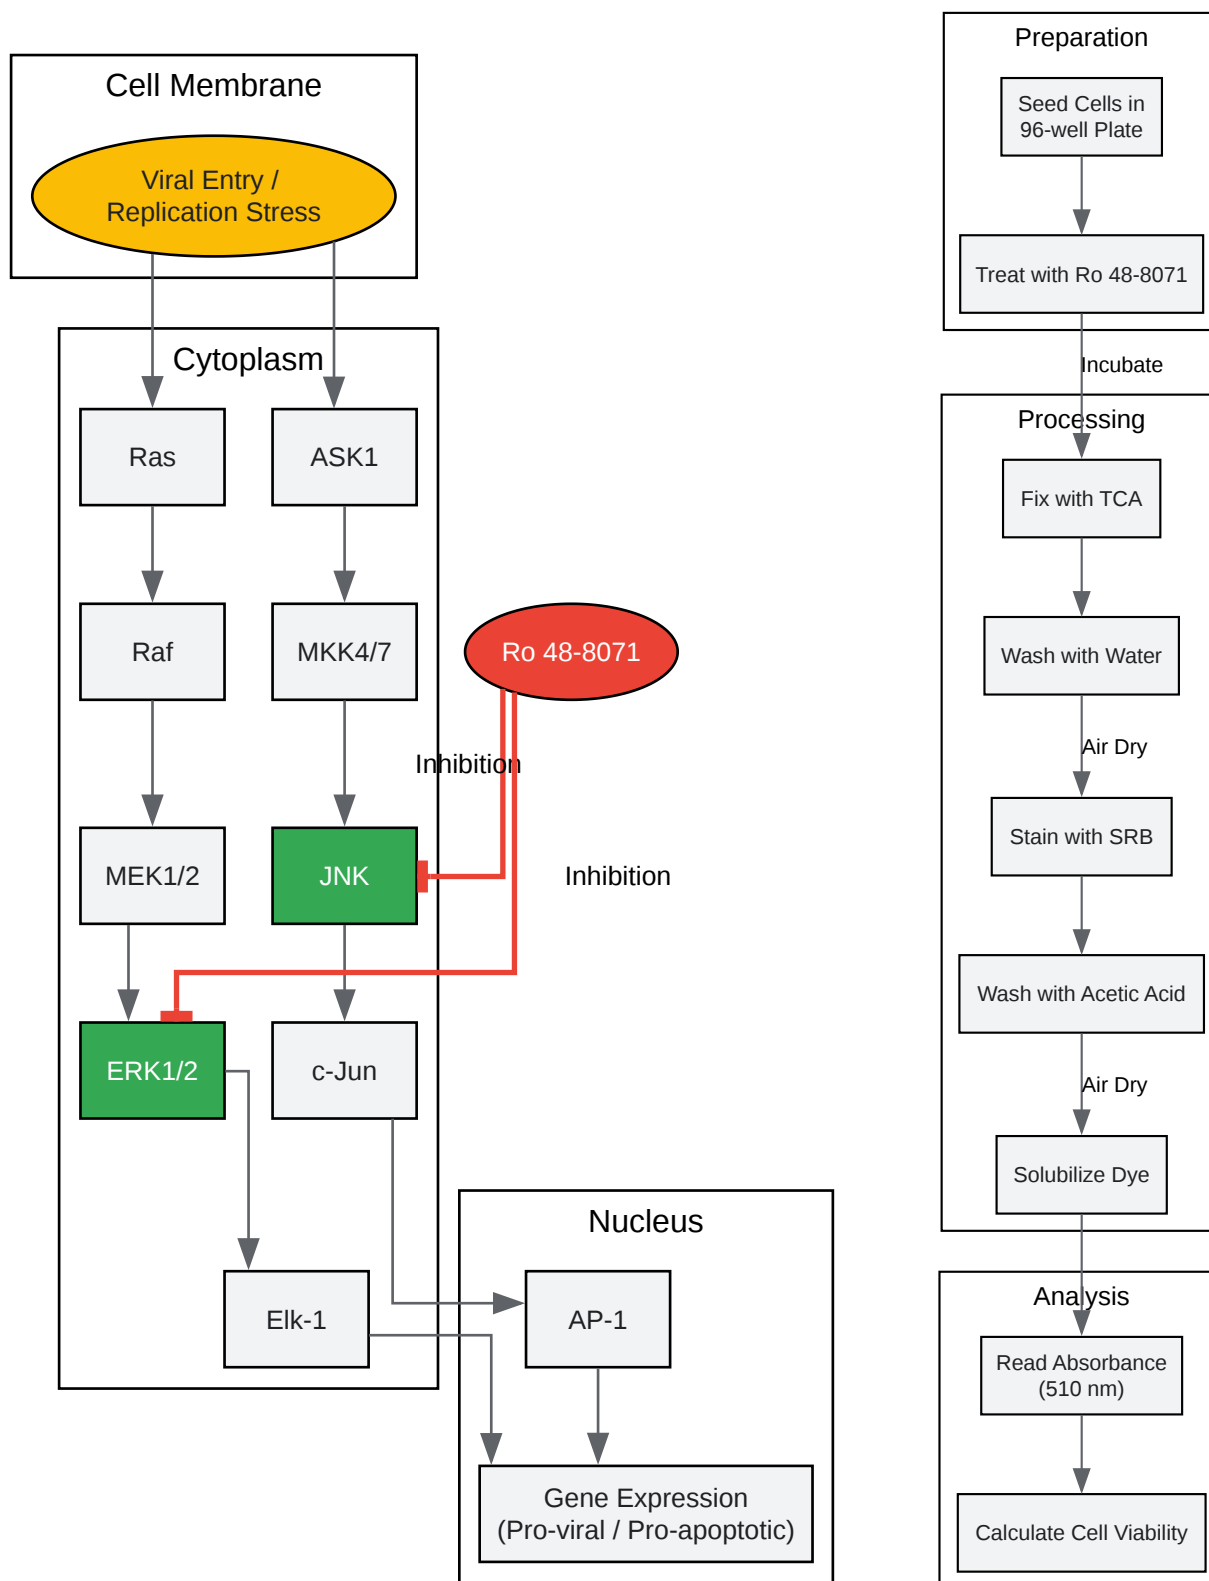 Cell Membrane
Viral Entry /
Replication Stress
Cytoplasm
Ras
ASK1
Raf
MKK4/7
Ro 48-8071
Inhibition
MEK1/2
JNK
Inhibition
ERK1/2
c-Jun
Nucleus
Elk-1
AP-1
Gene Expression
(Pro-viral / Pro-apoptotic)
Preparation
Seed Cells in
96-well Plate
Treat with Ro 48-8071
Incubate
Processing
Fix with TCA
Wash with Water
Air Dry
Stain with SRB
Wash with Acetic Acid
Air Dry
Solubilize Dye
Analysis
Read Absorbance
(510 nm)
Calculate Cell Viability